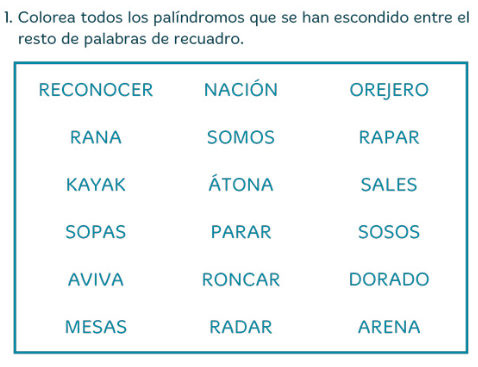 1. Colorea todos los palíndromos que se han escondido entre el
resto de palabras de recuadro.
RECONOCER NACIÓN OREJERO
RANA SOMOS RAPAR
KAYAK ÁTONA SALES
SOPAS PARAR SOSOS
AVIVA RONCAR DORADO
MESAS RADAR ARENA